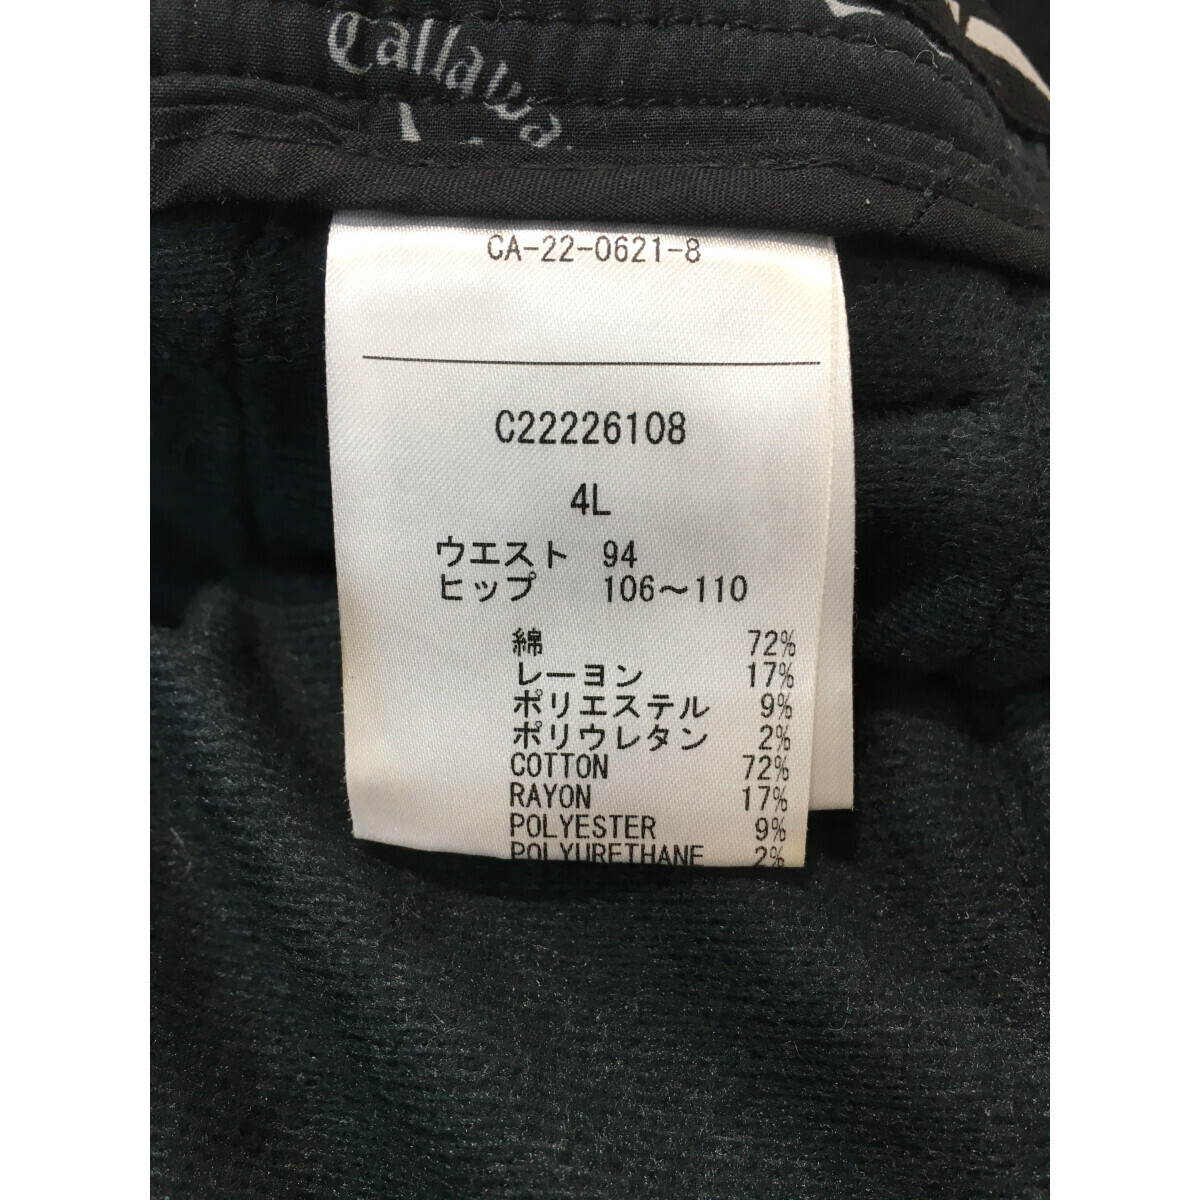 Callawa
CA-22-0621-8
C22226108
4L
ウエスト 94
ヒップ 106～110
綿 72%
レーヨン 17%
ポリエステル 9%
ポリウレタン 2%
COTTON 72%
RAYON 17%
POLYESTER 9%
POLYURETHANE 2%